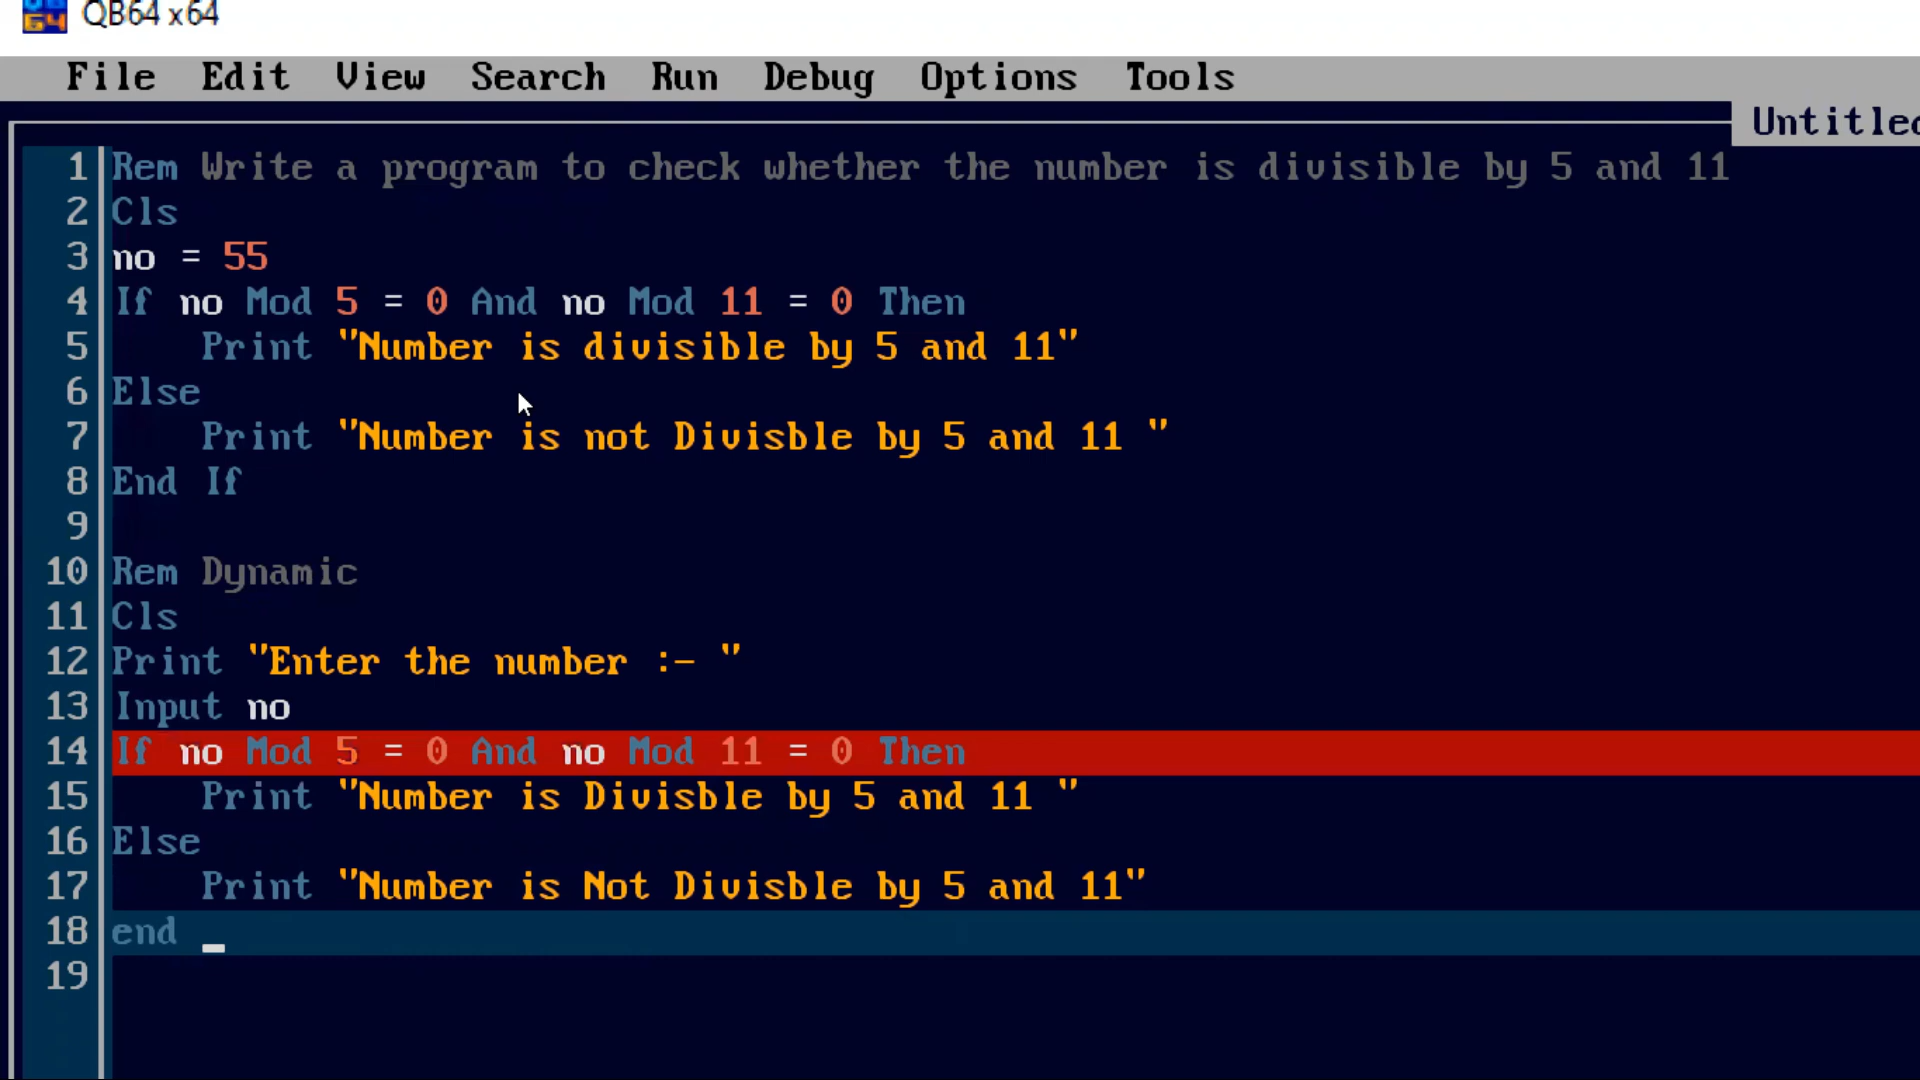 QB64 x64
File Edit View Search Run Debug Options Tools
Untitled
1 Rem Write a program to check whether the number is divisible by 5 and 11
2 Cls
3 no = 55
4 If no Mod 5 = 0 And no Mod 11 = 0 Then
5 Print "Number is divisible by 5 and 11"
6 Else
7 Print "Number is not Divisble by 5 and 11 "
8 End If
9
10 Rem Dynamic
11 Cls
12 Print "Enter the number :- "
13 Input no
14 If no Mod 5 = 0 And no Mod 11 = 0 Then
15 Print "Number is Divisble by 5 and 11 "
16 Else
17 Print "Number is Not Divisble by 5 and 11"
18 end
19